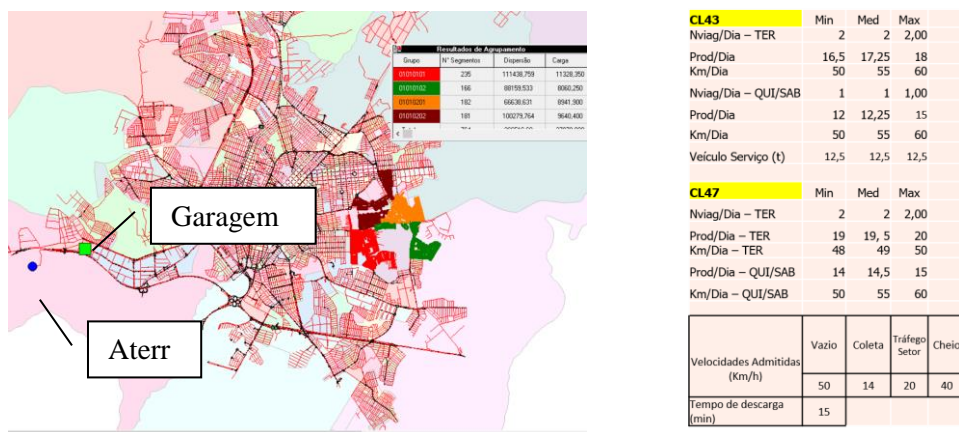 Resultados de Agrupamento
Grupo N° Segmentos Dispersão Carga
01010101 235 111438,759 11328,350
01010102 166 88159,533 8060,250
01010201 182 66638,631 8941,900
01010202 181 100279,764 9640,400
Garagem
Aterr
CL43 Min Med Max
Nviag/Dia – TER 2 2 2,00
Prod/Dia 16,5 17,25 18
Km/Dia 50 55 60
Nviag/Dia – QUI/SAB 1 1 1,00
Prod/Dia 12 12,25 15
Km/Dia 50 55 60
Veículo Serviço (t) 12,5 12,5 12,5
CL47 Min Med Max
Nviag/Dia – TER 2 2 2,00
Prod/Dia – TER 19 19, 5 20
Km/Dia – TER 48 49 50
Prod/Dia – QUI/SAB 14 14,5 15
Km/Dia – QUI/SAB 50 55 60
Velocidades Admitidas (Km/h) Vazio Coleta Tráfego Setor Cheio
50 14 20 40
Tempo de descarga (min) 15